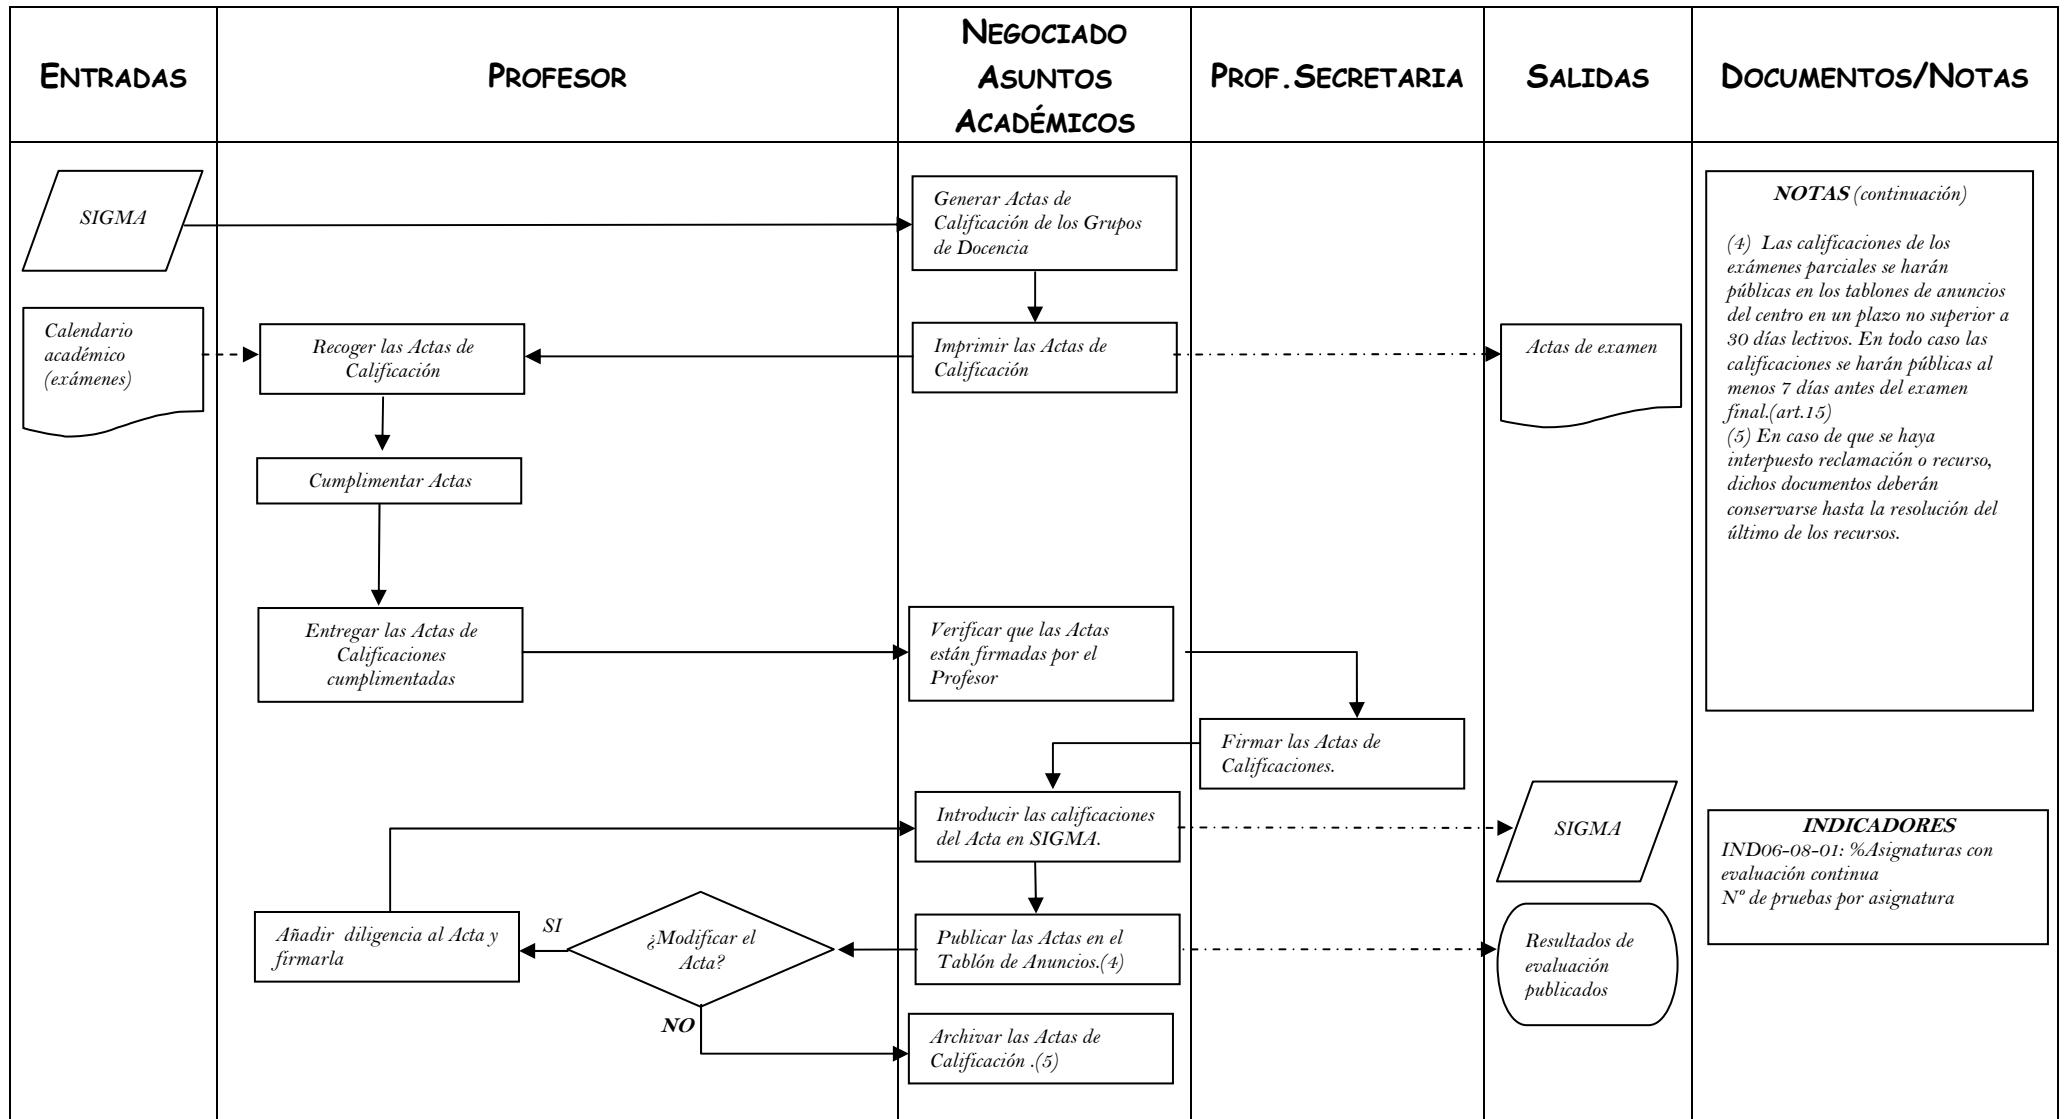 ENTRADAS
PROFESOR
NEGOCIADO
ASUNTOS
ACADÉMICOS
PROF.SECRETARIA
SALIDAS
DOCUMENTOS/NOTAS
SIGMA
Generar Actas de
Calificación de los Grupos
de Docencia
Calendario
académico
(exámenes)
Recoger las Actas de
Calificación
Imprimir las Actas de
Calificación
Actas de examen
Cumplimentar Actas
Entregar las Actas de
Calificaciones
cumplimentadas
Verificar que las Actas
están firmadas por el
Profesor
Firmar las Actas de
Calificaciones.
Introducir las calificaciones
del Acta en SIGMA.
SIGMA
Añadir diligencia al Acta y
firmarla
SI
¿Modificar el
Acta?
NO
Publicar las Actas en el
Tablón de Anuncios.(4)
Resultados de
evaluación
publicados
Archivar las Actas de
Calificación .(5)
NOTAS (continuación)
(4) Las calificaciones de los
exámenes parciales se harán
públicas en los tablones de anuncios
del centro en un plazo no superior a
30 días lectivos. En todo caso las
calificaciones se harán públicas al
menos 7 días antes del examen
final.(art.15)
(5) En caso de que se haya
interpuesto reclamación o recurso,
dichos documentos deberán
conservarse hasta la resolución del
último de los recursos.
INDICADORES
IND06-08-01: %Asignaturas con
evaluación continua
Nº de pruebas por asignatura